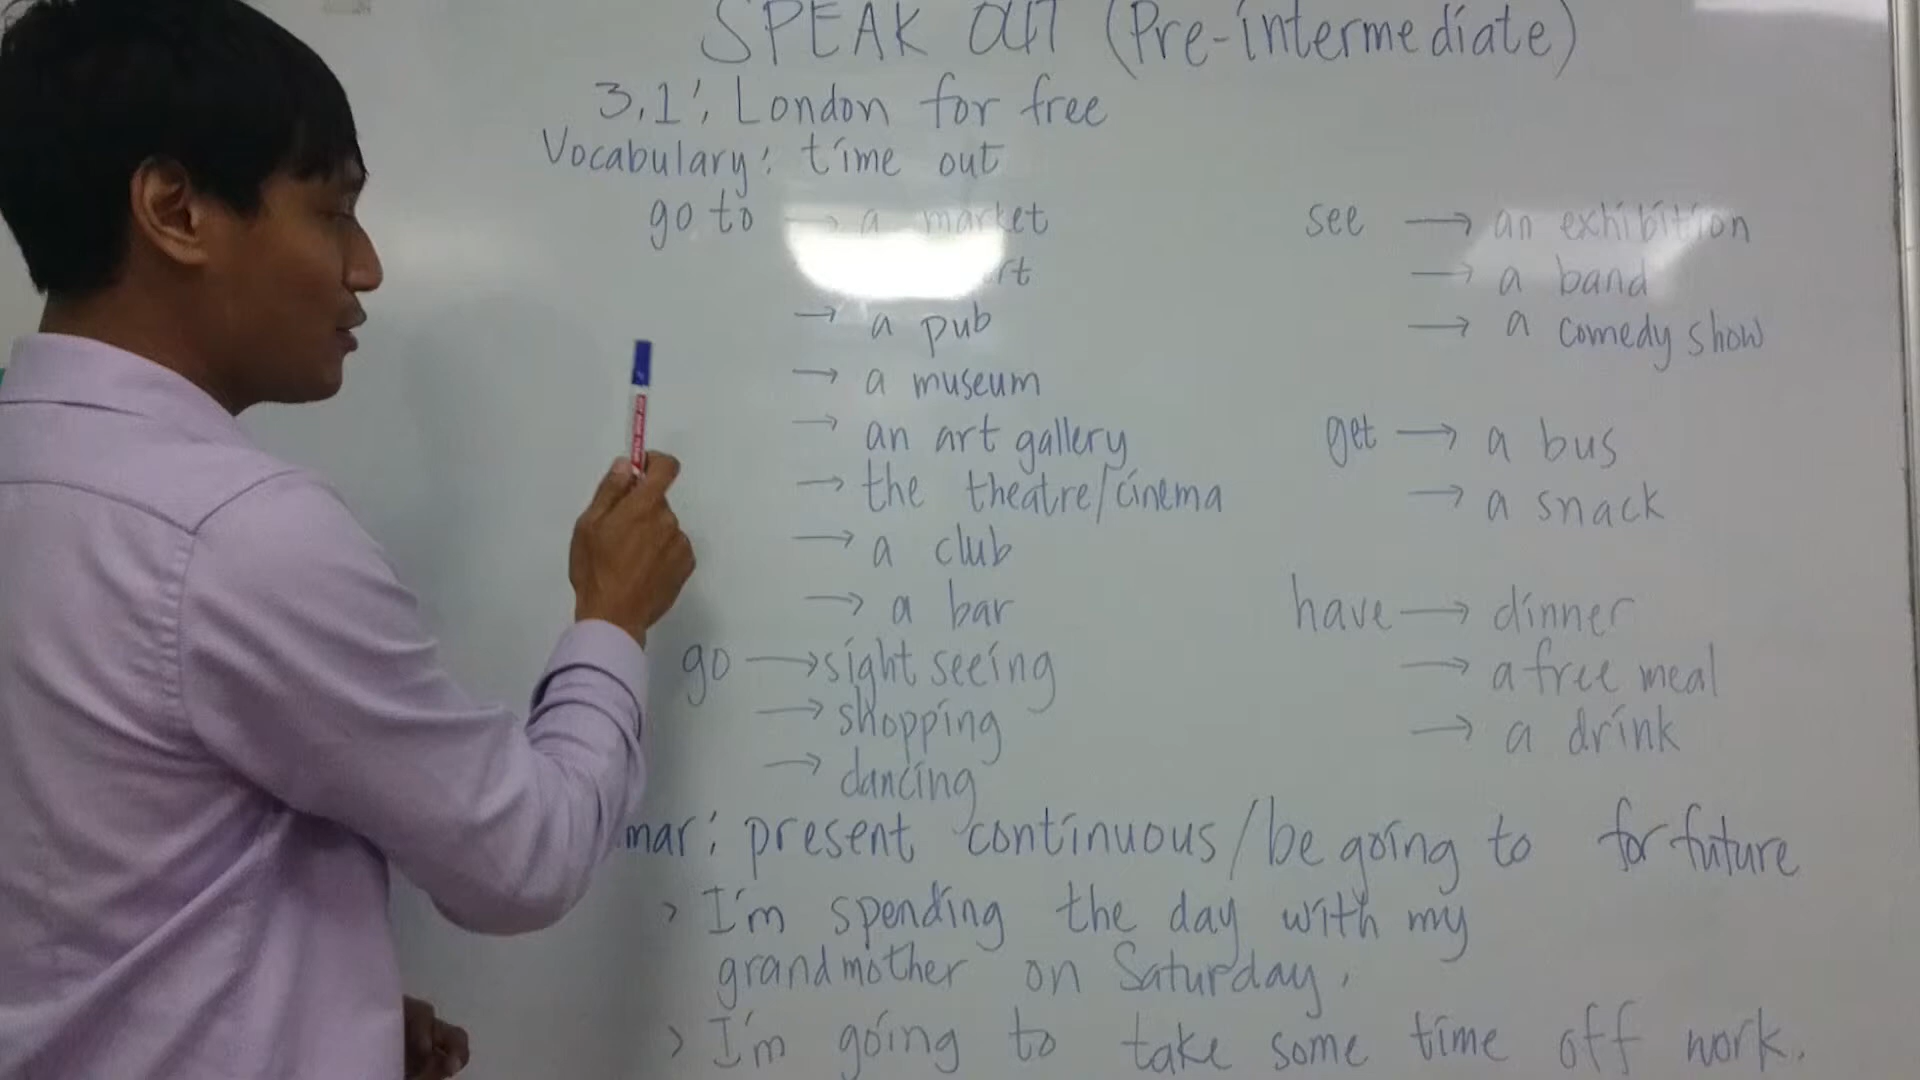 SPEAK OUT (Pre-intermediate)
3.1: London for free
Vocabulary: time out
go to → a market
→ a pub
→ a museum
→ an art gallery
→ the theatre/cinema
→ a club
→ a bar
go → sight seeing
→ shopping
→ dancing
see → an exhibition
→ a band
→ a comedy show
get → a bus
→ a snack
have → dinner
→ a free meal
→ a drink
mar: present continuous/be going to for future
> I'm spending the day with my
grandmother on Saturday.
> I'm going to take some time off work.